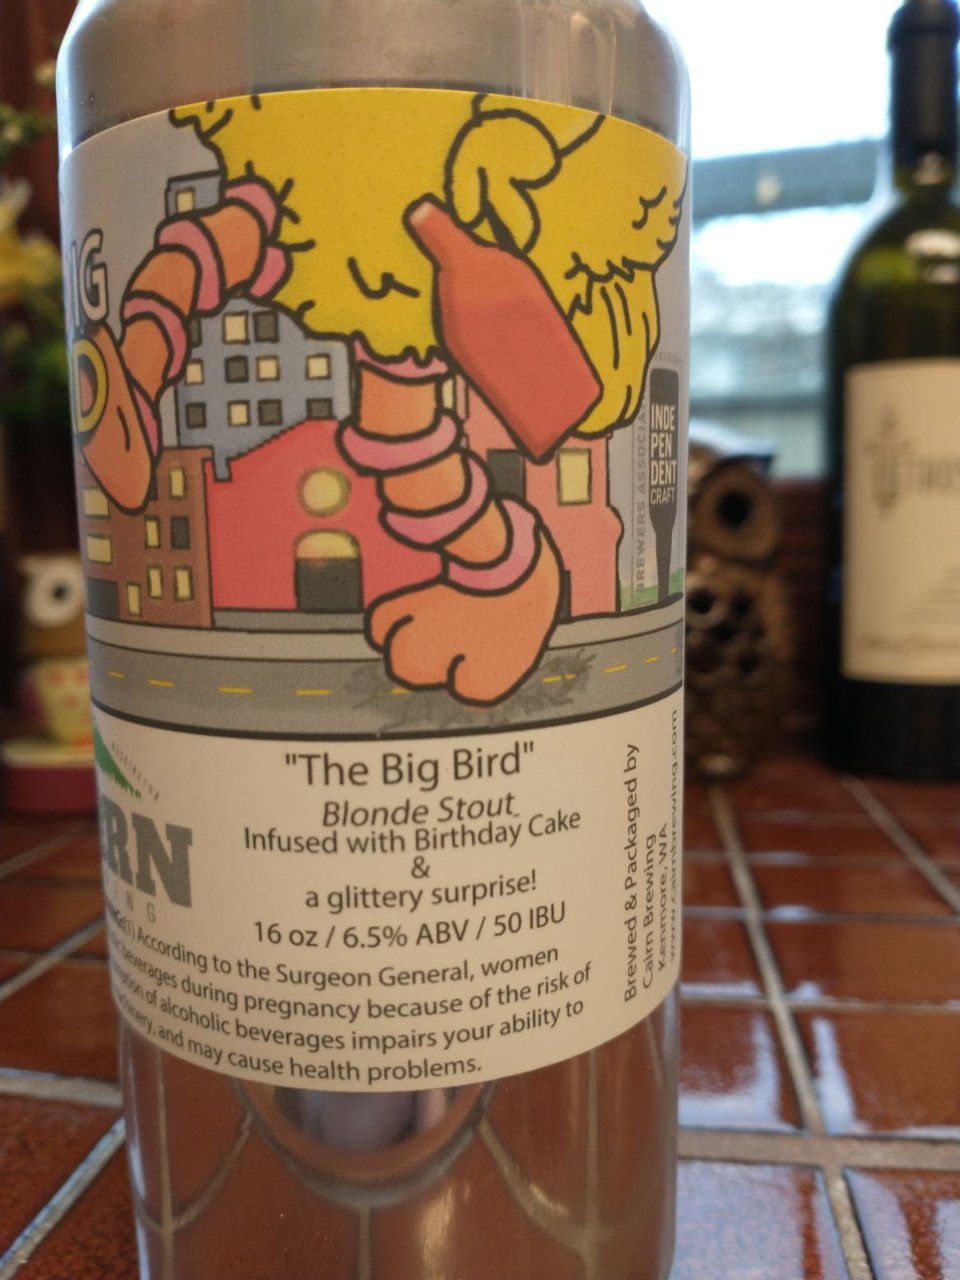 IG
D
BREWERS ASSOCIA
INDE
PEN
DENT
CRAFT
WASHINGTON
RN
ING
"The Big Bird"
Blonde Stout
Infused with Birthday Cake
&
a glittery surprise!
16 oz / 6.5% ABV / 50 IBU
(1) According to the Surgeon General, women
beverages during pregnancy because of the risk of
of alcoholic beverages impairs your ability to
and may cause health problems.
Brewed & Packaged by
Cairn Brewing
Kenmore, WA
www.cairnbrewing.com